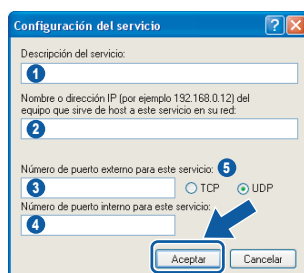 Configuración del servicio
Descripción del servicio:
1
Nombre o dirección IP (por ejemplo 192.168.0.12) del
equipo que sirve de host a este servicio en su red:
2
Número de puerto externo para este servicio: 5
3 TCP UDP
Número de puerto interno para este servicio:
4
Aceptar Cancelar